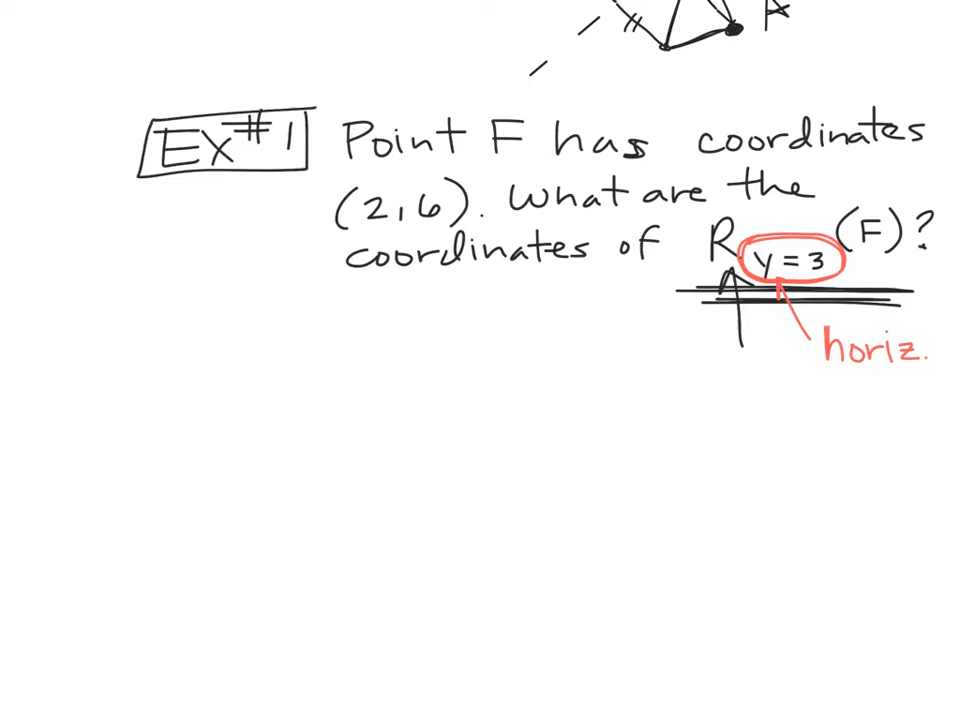 A
Ex #1 Point F has coordinates
(2,6). What are the
coordinates of R y=3 (F)?
horiz.